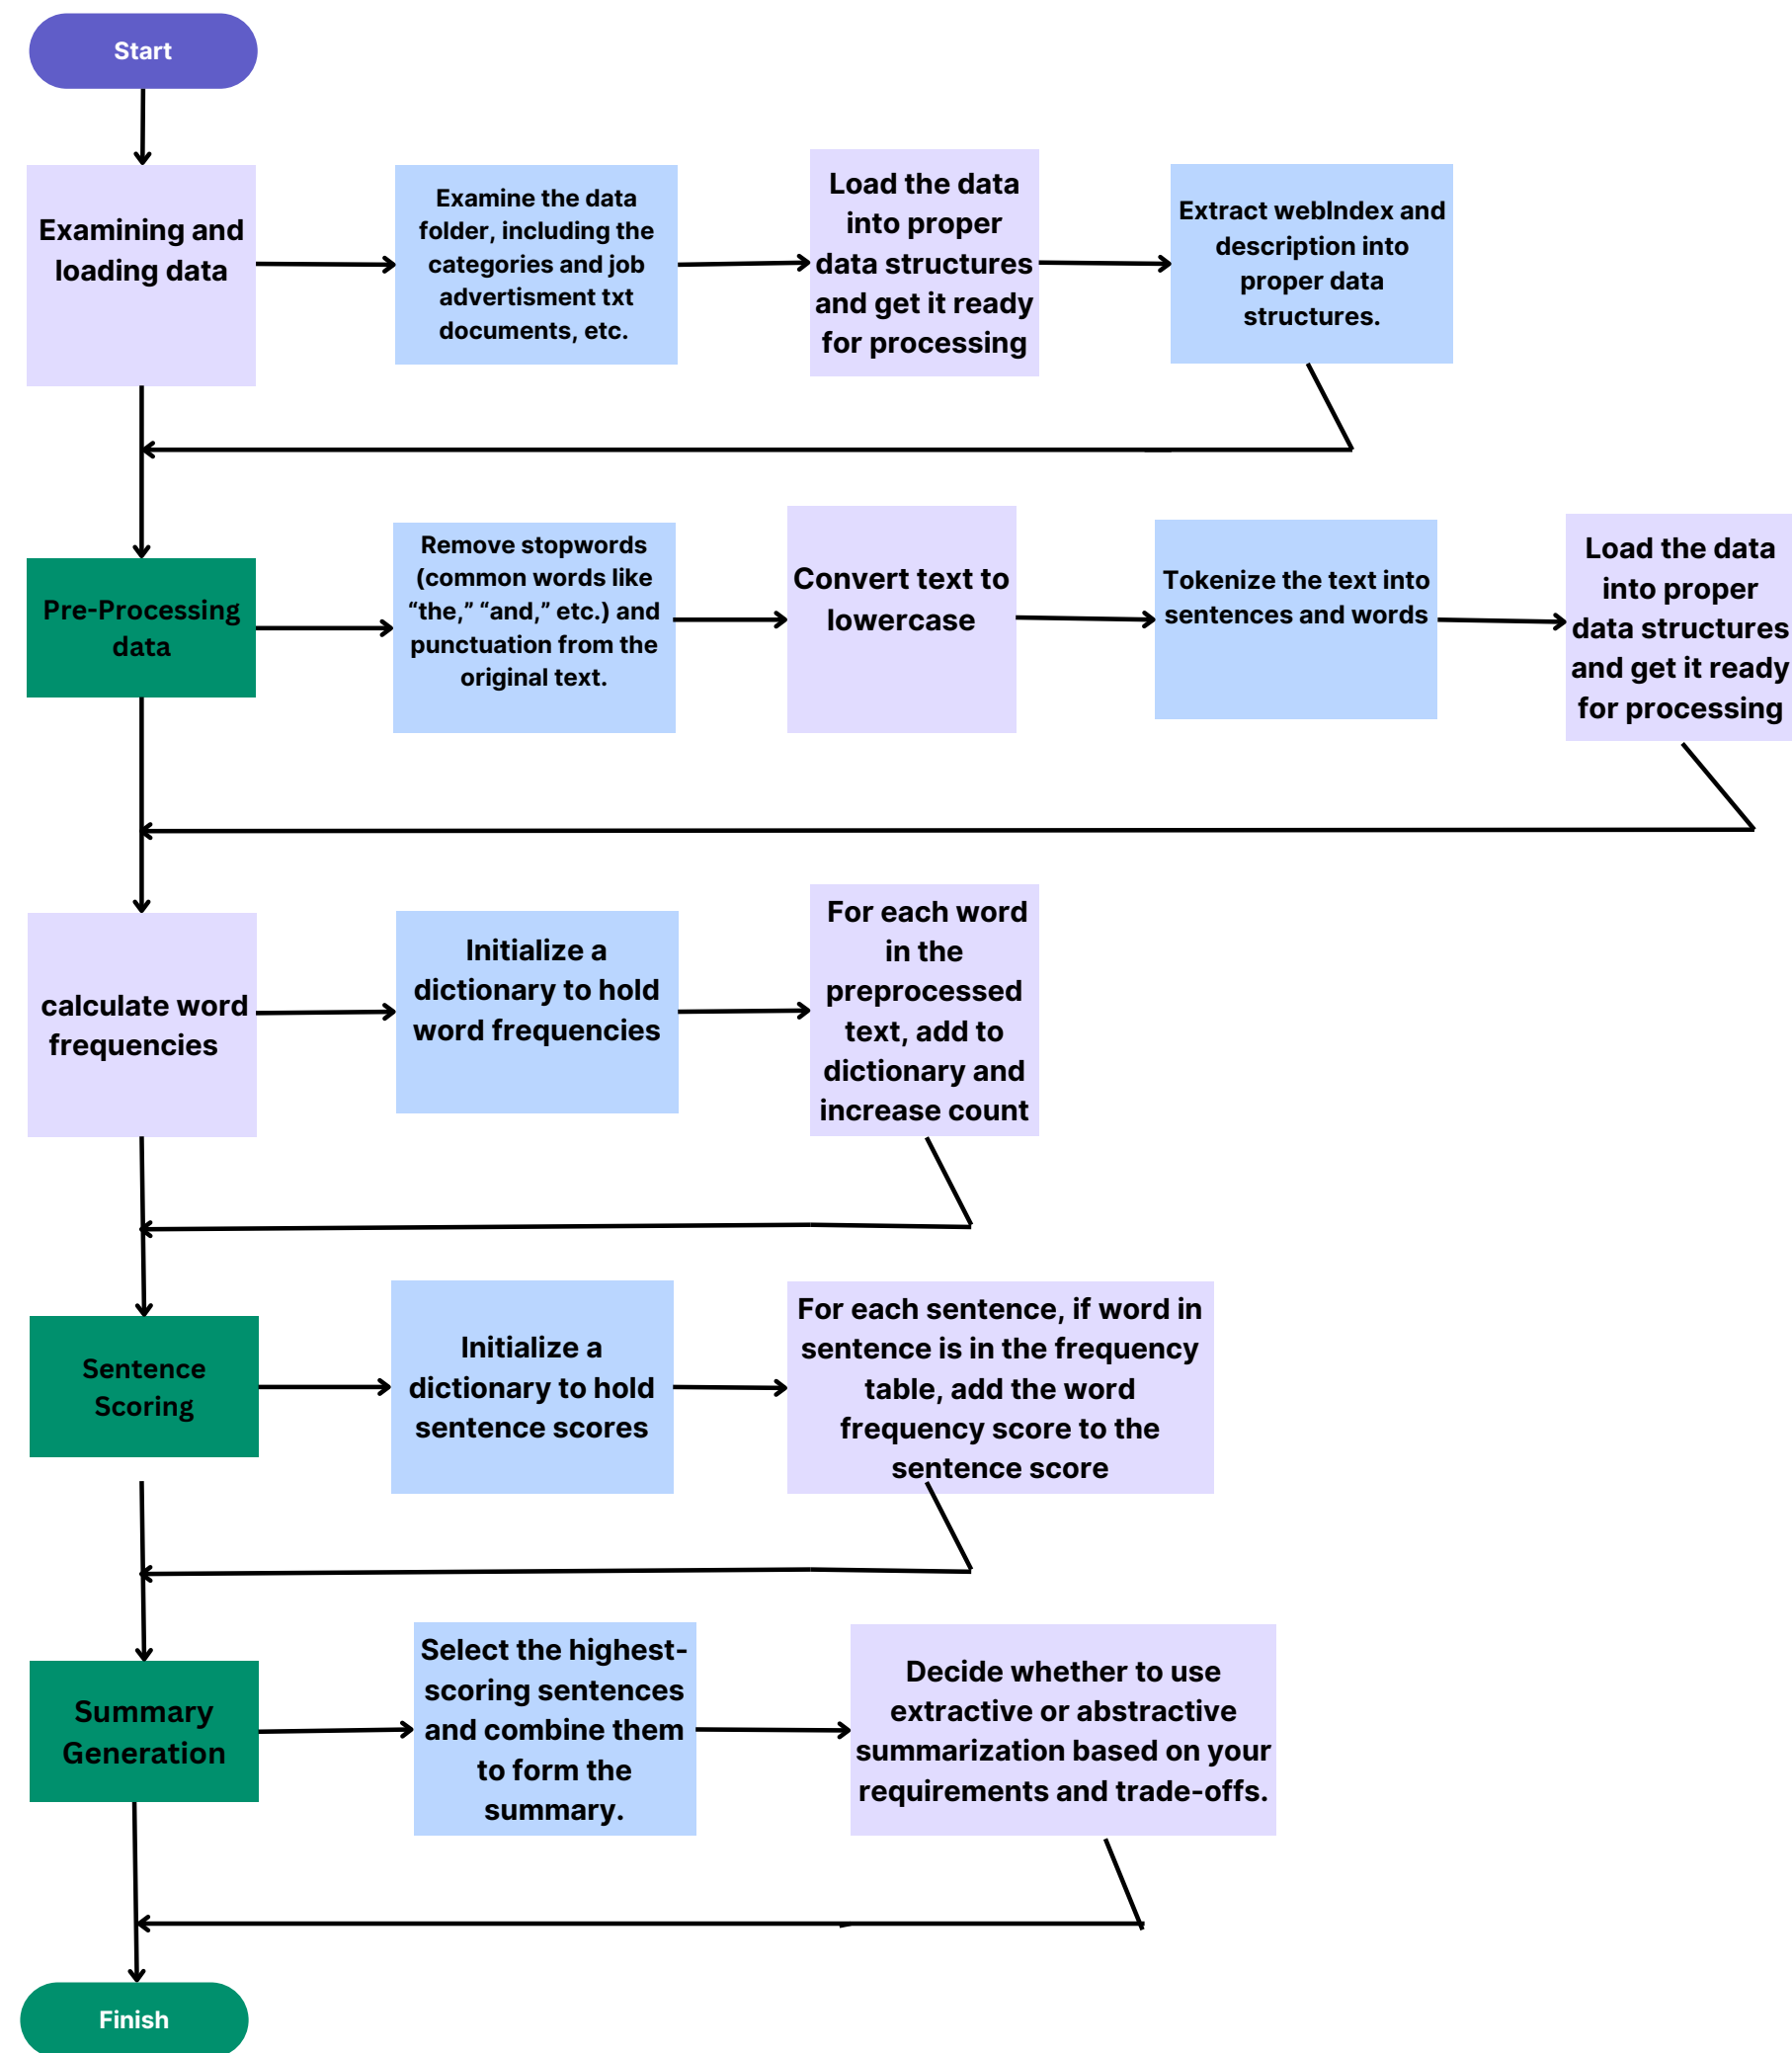 Start
Examining and
loading data
Examine the data
folder, including the
categories and job
advertisment txt
documents, etc.
Load the data
into proper
data structures
and get it ready
for processing
Extract webIndex and
description into
proper data
structures.
Pre-Processing
data
Remove stopwords
(common words like
“the,” “and,” etc.) and
punctuation from the
original text.
Convert text to
lowercase
Tokenize the text into
sentences and words
Load the data
into proper
data structures
and get it ready
for processing
calculate word
frequencies
Initialize a
dictionary to hold
word frequencies
For each word
in the
preprocessed
text, add to
dictionary and
increase count
Sentence
Scoring
Initialize a
dictionary to hold
sentence scores
For each sentence, if word in
sentence is in the frequency
table, add the word
frequency score to the
sentence score
Summary
Generation
Select the highest-
scoring sentences
and combine them
to form the
summary.
Decide whether to use
extractive or abstractive
summarization based on your
requirements and trade-offs.
Finish